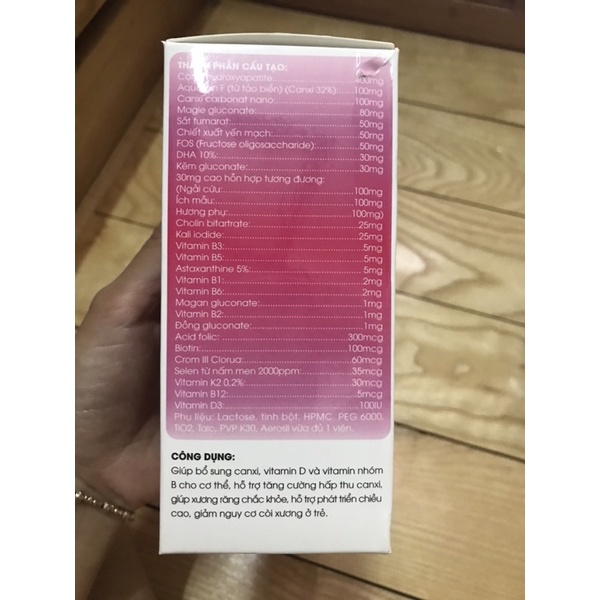 THÀNH PHẦN CẤU TẠO:
hydroxyapatite: 400mg
Aquamin F (từ tảo biển) (Canxi 32%): 100mg
Canxi carbonat nano: 100mg
Magie gluconate: 80mg
Sắt fumarat: 50mg
Chiết xuất yến mạch: 50mg
FOS (Fructose oligosaccharide): 50mg
DHA 10%: 30mg
Kẽm gluconate: 30mg
30mg cao hỗn hợp tương đương:
(Ngải cứu: 100mg
Ích mẫu: 100mg
Hương phụ: 100mg)
Cholin bitartrate: 25mg
Kali iodide: 25mg
Vitamin B3: 5mg
Vitamin B5: 5mg
Astaxanthine 5%: 5mg
Vitamin B1: 2mg
Vitamin B6: 2mg
Magan gluconate: 1mg
Vitamin B2: 1mg
Đồng gluconate: 1mg
Acid folic: 300mcg
Biotin: 100mcg
Crom III Clorua: 60mcg
Selen từ nấm men 2000ppm: 35mcg
Vitamin K2 0,2%: 30mcg
Vitamin B12: 5mcg
Vitamin D3: 100IU
Phụ liệu: Lactose, tinh bột, HPMC, PEG 6000,
TiO2, Talc, PVP K30, Aerosil vừa đủ 1 viên.
CÔNG DỤNG:
Giúp bổ sung canxi, vitamin D và vitamin nhóm
B cho cơ thể, hỗ trợ tăng cường hấp thu canxi,
giúp xương răng chắc khỏe, hỗ trợ phát triển chiều
cao, giảm nguy cơ còi xương ở trẻ.